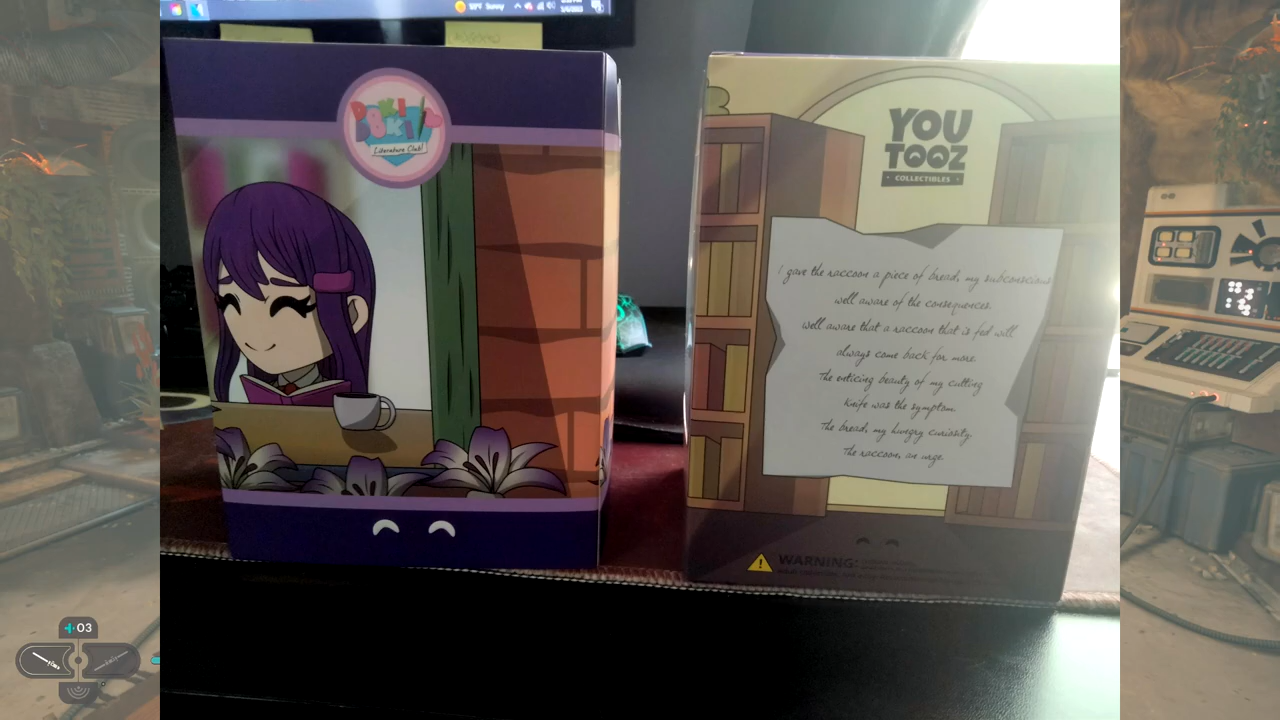 Sunny
DOKI
DOKI
Literature Club!
YOU
TOOZ
COLLECTIBLES
I gave the raccoon a piece of bread, my subconscious
well aware of the consequences.
well aware that a raccoon that is fed will
always come back for more.
The enticing beauty of my cutting
knife was the symptom.
The bread, my hungry curiosity.
The raccoon, an urge.
WARNING:
03